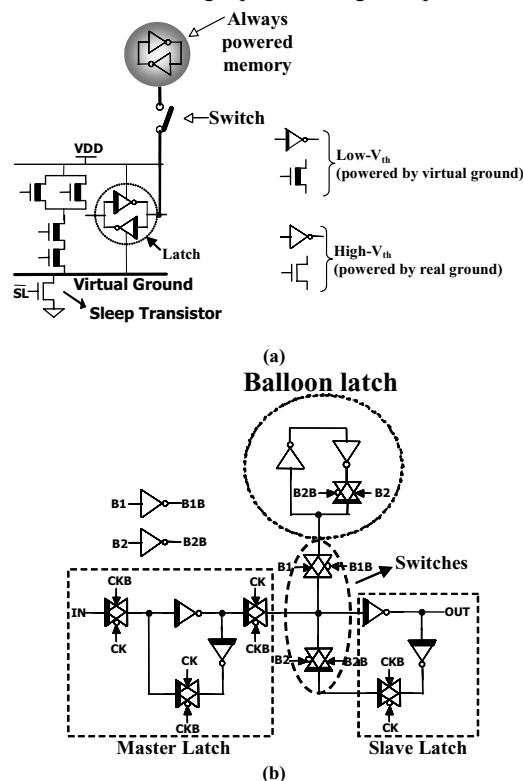 Always
powered
memory
Switch
VDD
Low-Vth
(powered by virtual ground)
Latch
High-Vth
(powered by real ground)
Virtual Ground
SL
Sleep Transistor
(a)
Balloon latch
B2B B2
B1 B1B
B2 B2B
B1 B1B
Switches
CKB CK
IN OUT
CK CKB
B2 B2B
CK CKB
CKB CK
Master Latch Slave Latch
(b)